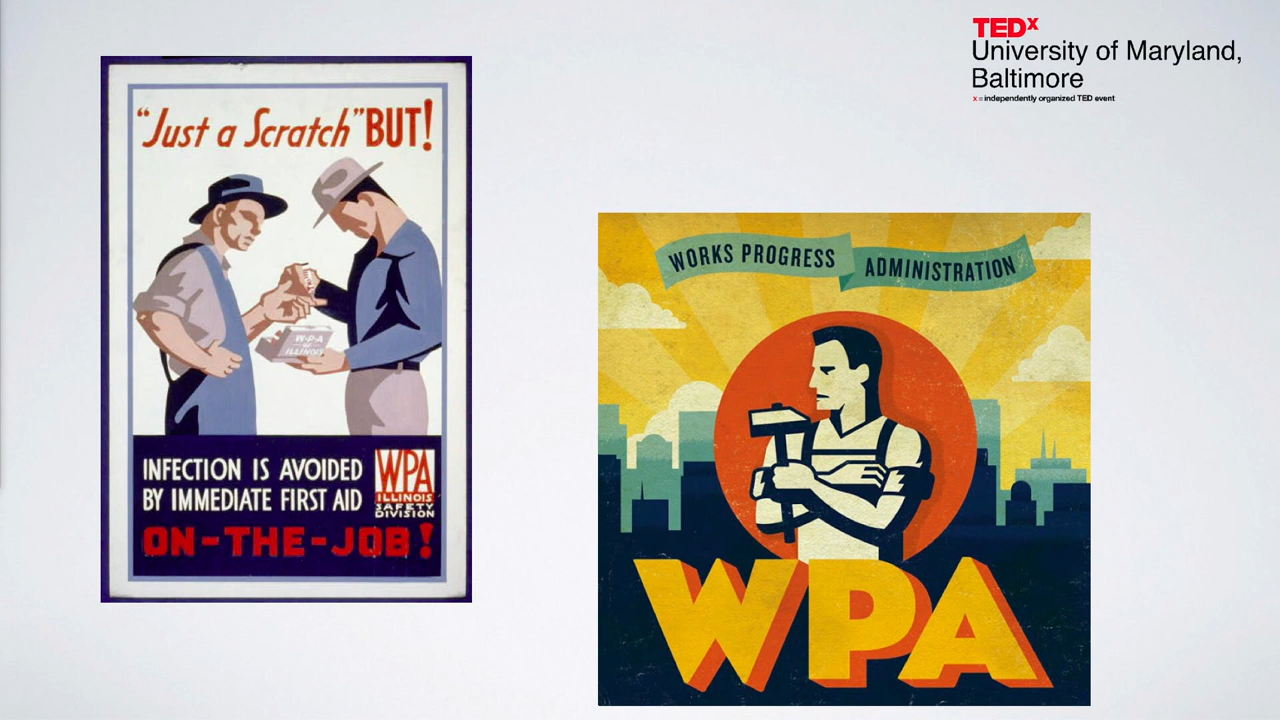 TEDx
University of Maryland,
Baltimore
x = independently organized TED event
"Just a Scratch" BUT!
W·P·A
ILLINOIS
INFECTION IS AVOIDED
BY IMMEDIATE FIRST AID
ON-THE-JOB!
WPA
ILLINOIS
SAFETY
DIVISION
WORKS PROGRESS
ADMINISTRATION
WPA